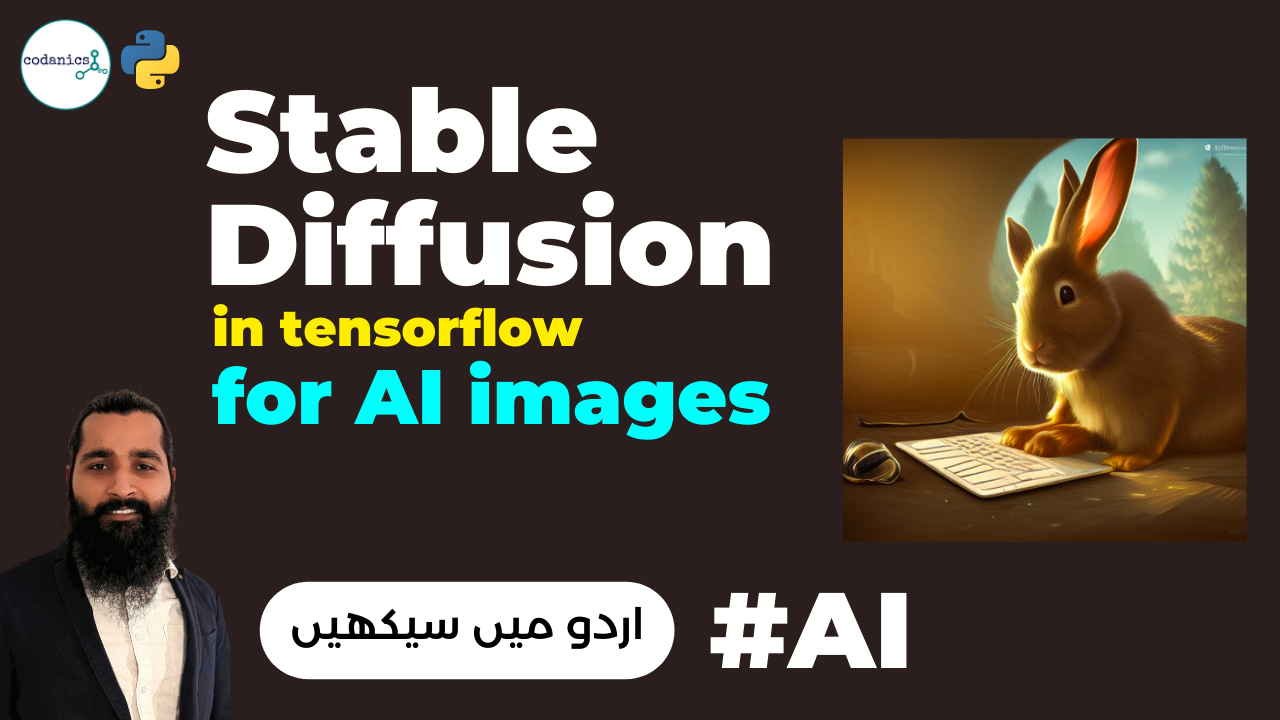 codanics
Stable
Diffusion
in tensorflow
for AI images
اردو میں سیکھیں
#AI